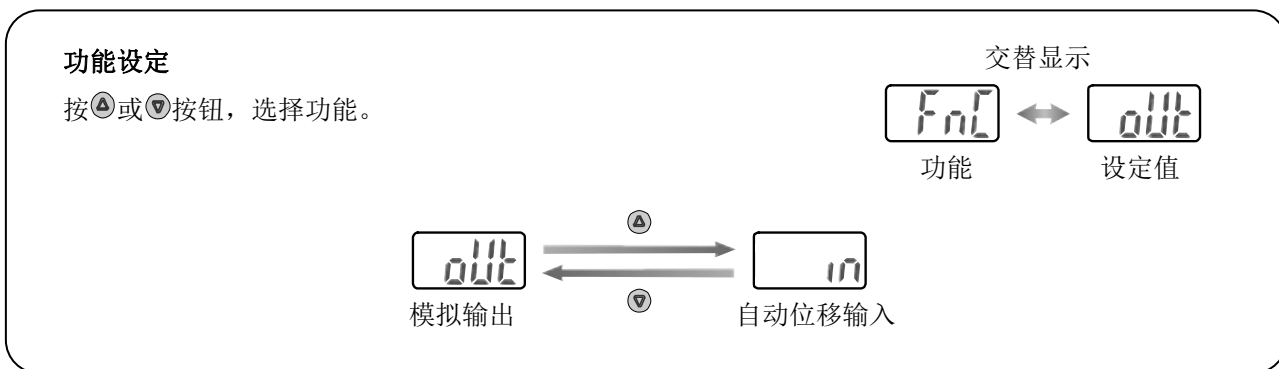 功能设定
交替显示
按▲或▼按钮，选择功能。
FnC
oUt
功能
设定值
oUt
in
模拟输出
自动位移输入